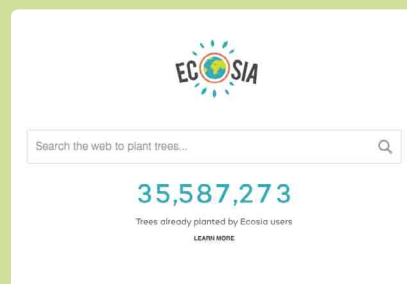 ECOSIA
Search the web to plant trees...
35,587,273
Trees already planted by Ecosia users
LEARN MORE